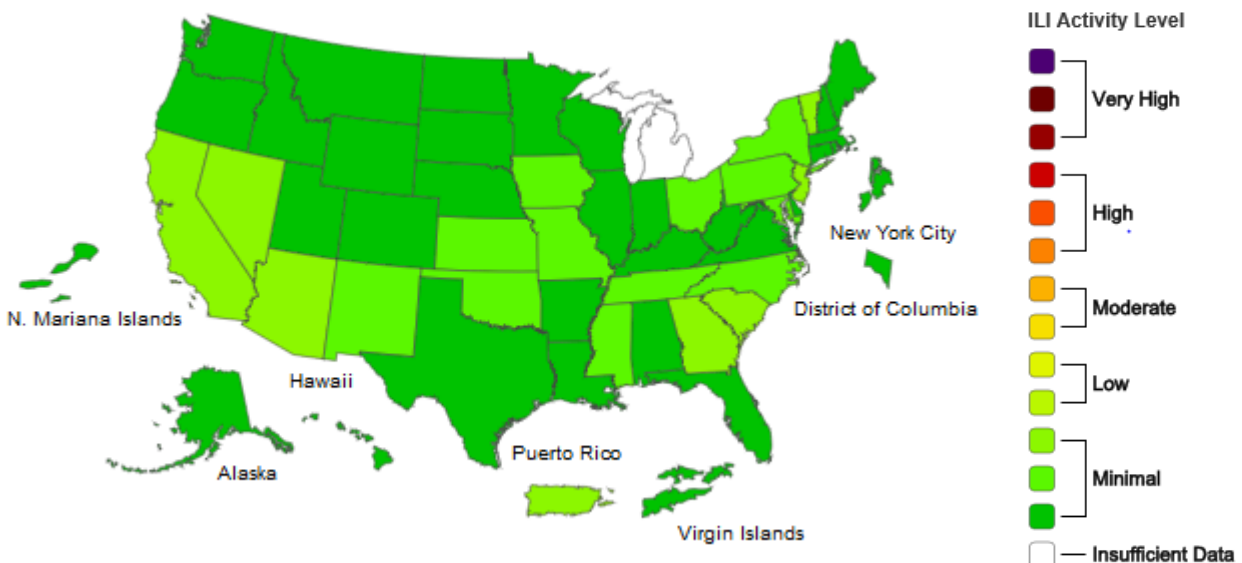 ILI Activity Level
Very High
High
Moderate
Low
Minimal
Insufficient Data
New York City
District of Columbia
N. Mariana Islands
Hawaii
Alaska
Puerto Rico
Virgin Islands